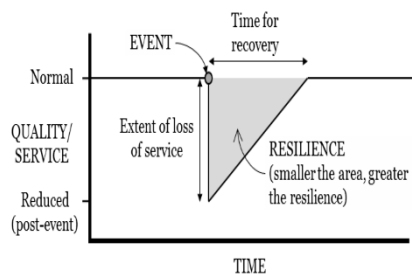 Time for
recovery
EVENT
Normal
Extent of loss
of service
QUALITY/
SERVICE
RESILIENCE
(smaller the area, greater
the resilience)
Reduced
(post-event)
TIME